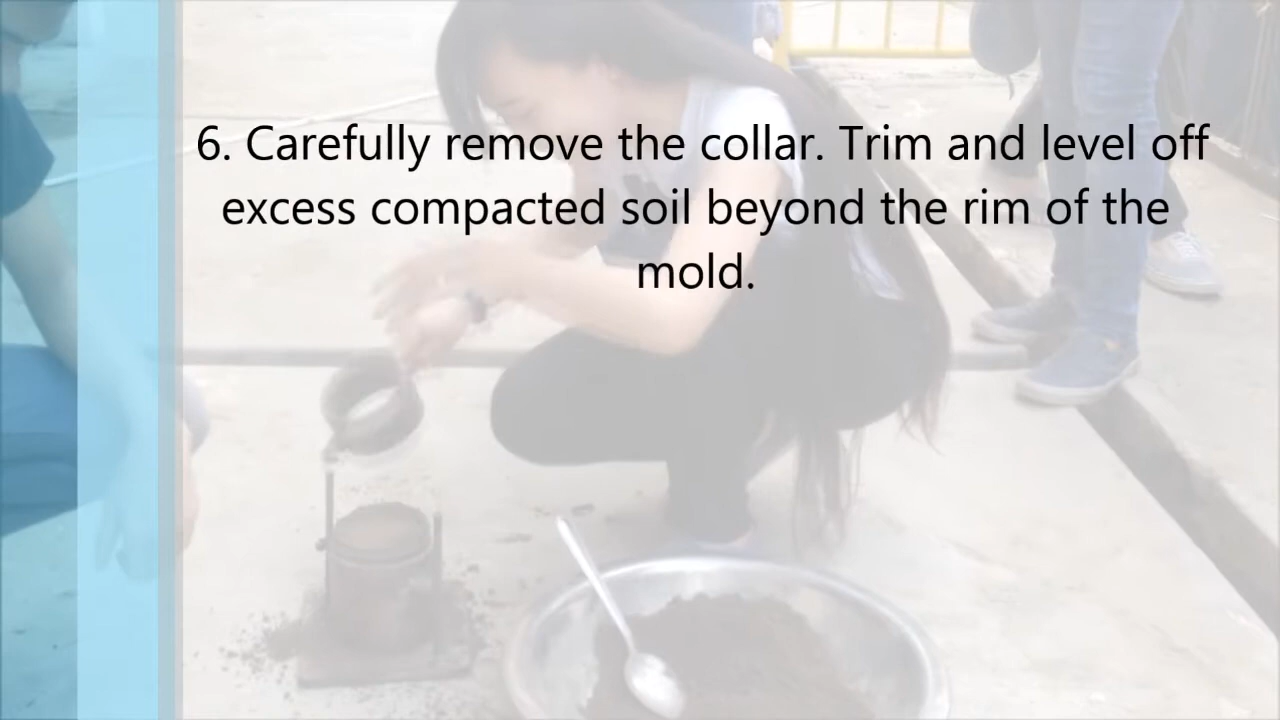 6. Carefully remove the collar. Trim and level off
excess compacted soil beyond the rim of the
mold.